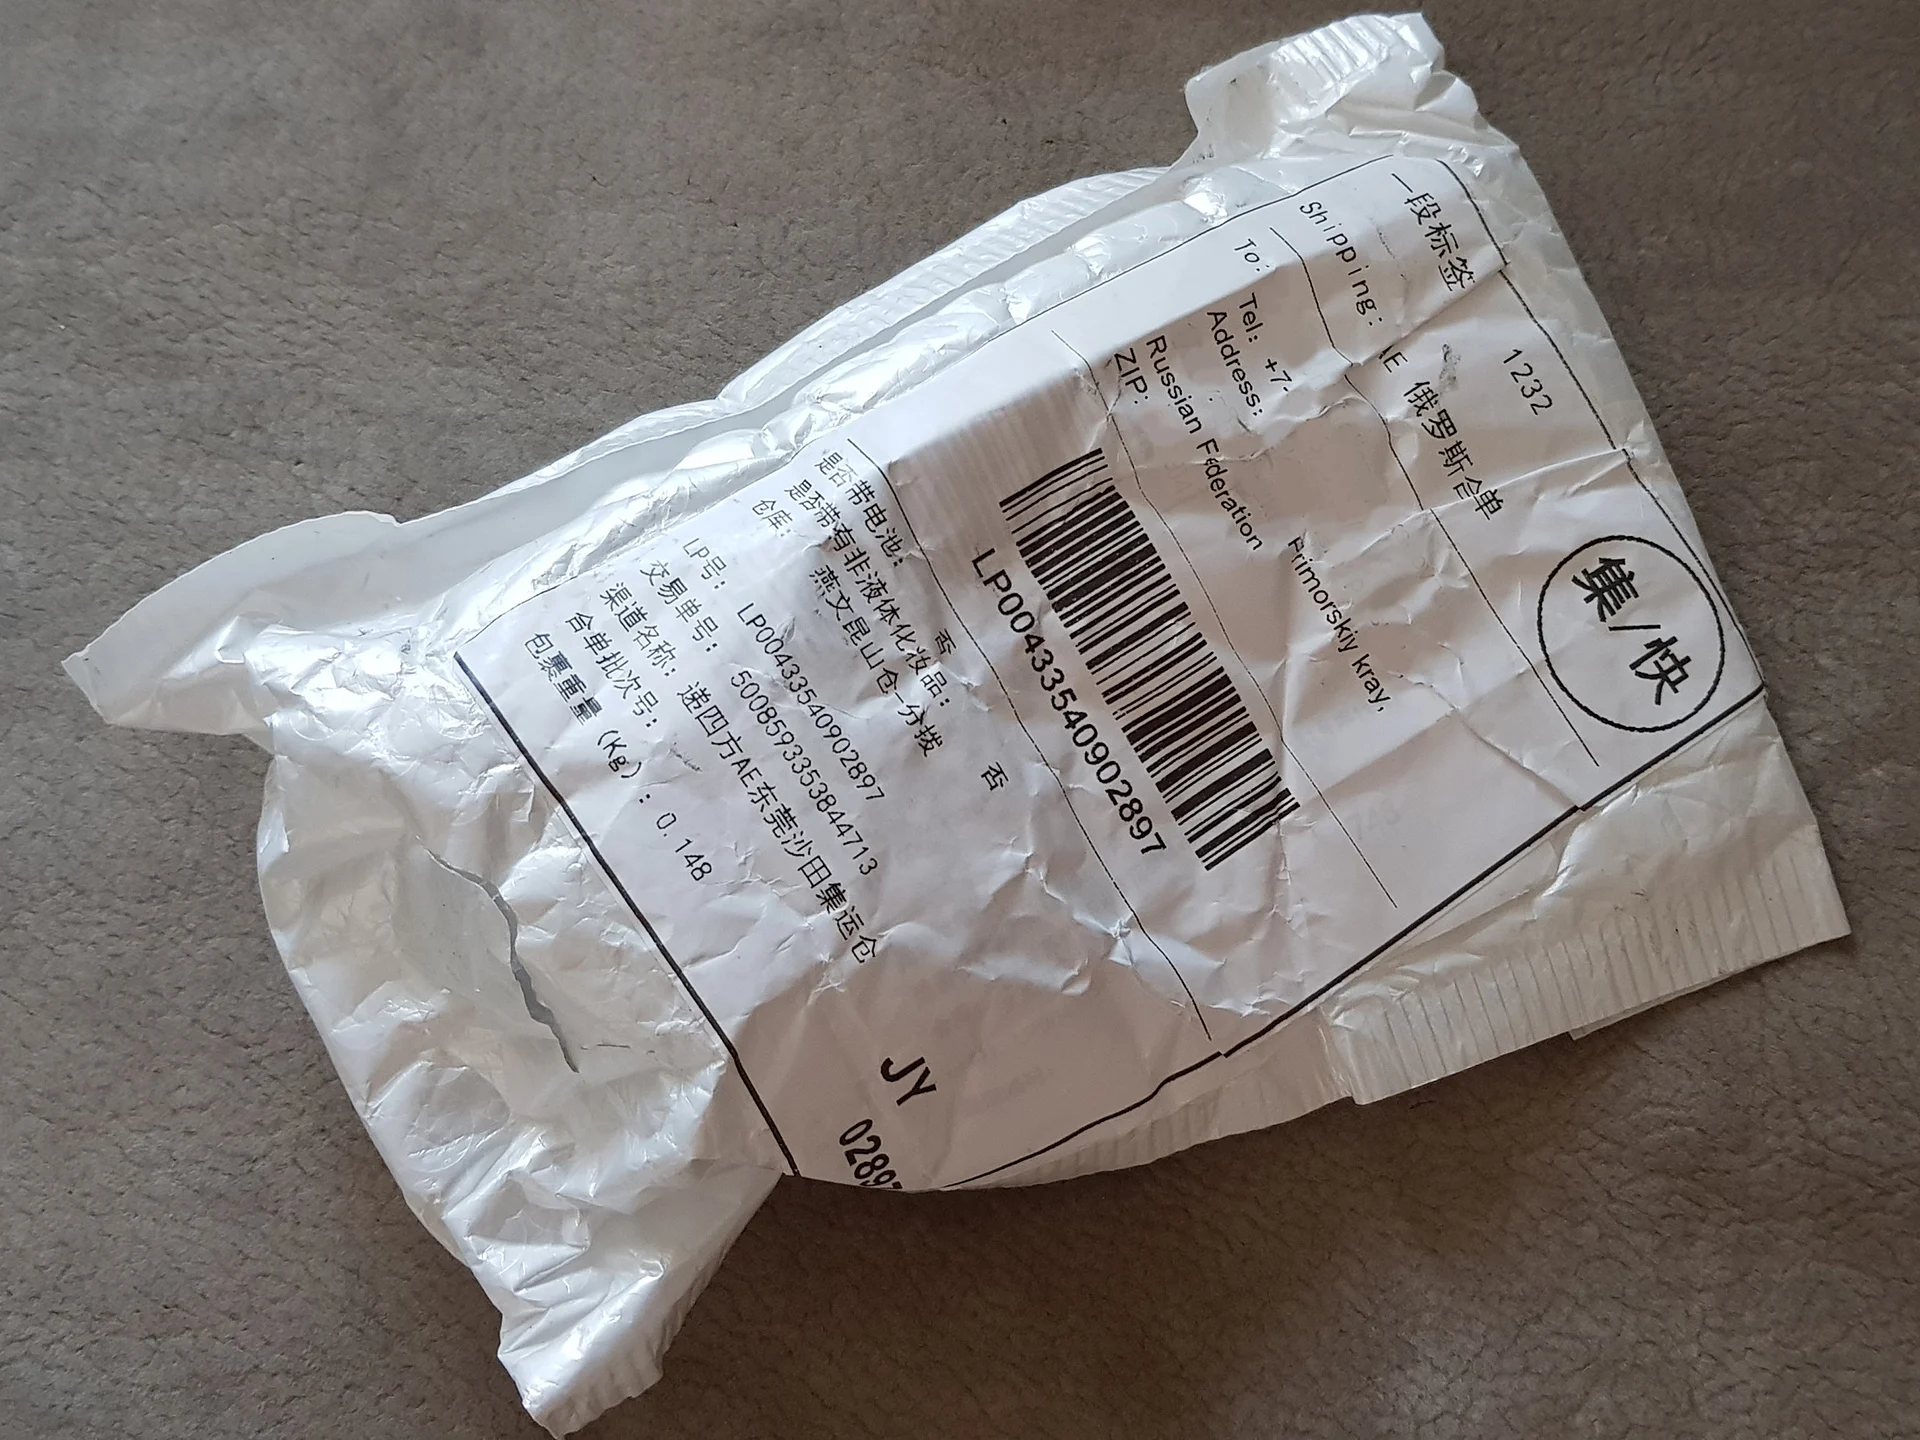 一段标签 1232
集/快
Shipping: AE 俄罗斯合单
To:
Tel: +7-
Address: Primorskiy kray,
Russian Federation
ZIP:
LP00433540902897
是否带电池: 否
是否带有非液体化妆品: 否
仓库: 燕文昆山仓一分拨
LP号: LP00433540902897
交易单号: 5008593353844713
渠道名称: 递四方AE东莞沙田集运仓
合单批次号:
包裹重量 (Kg) : 0.148
JY
02897